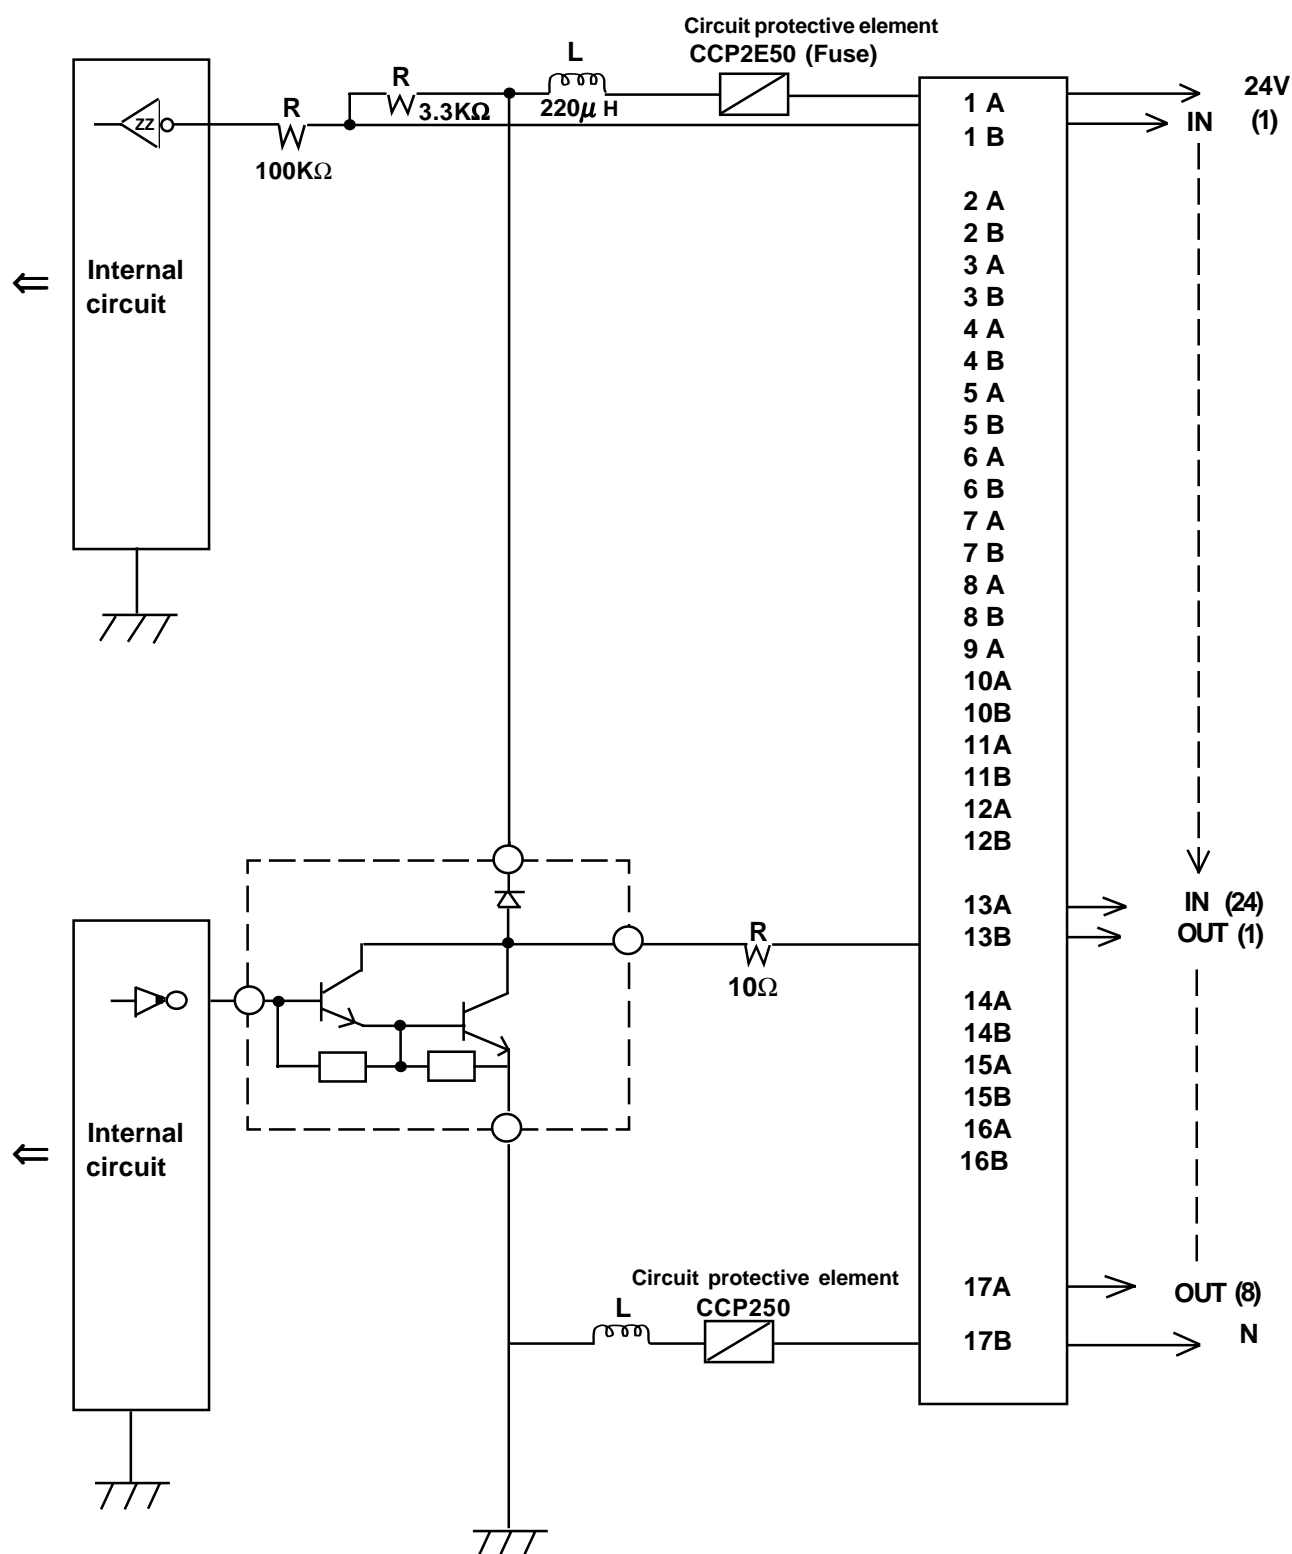 Circuit protective element
CCP2E50 (Fuse)
L
R
R
3.3KΩ
220μ H
100KΩ
ZZ
Internal
circuit
⇐
1 A
1 B
2 A
2 B
3 A
3 B
4 A
4 B
5 A
5 B
6 A
6 B
7 A
7 B
8 A
8 B
9 A
10A
10B
11A
11B
12A
12B
13A
13B
14A
14B
15A
15B
16A
16B
17A
17B
24V
IN (1)
IN (24)
OUT (1)
OUT (8)
N
R
10Ω
Internal
circuit
⇐
Circuit protective element
CCP250
L